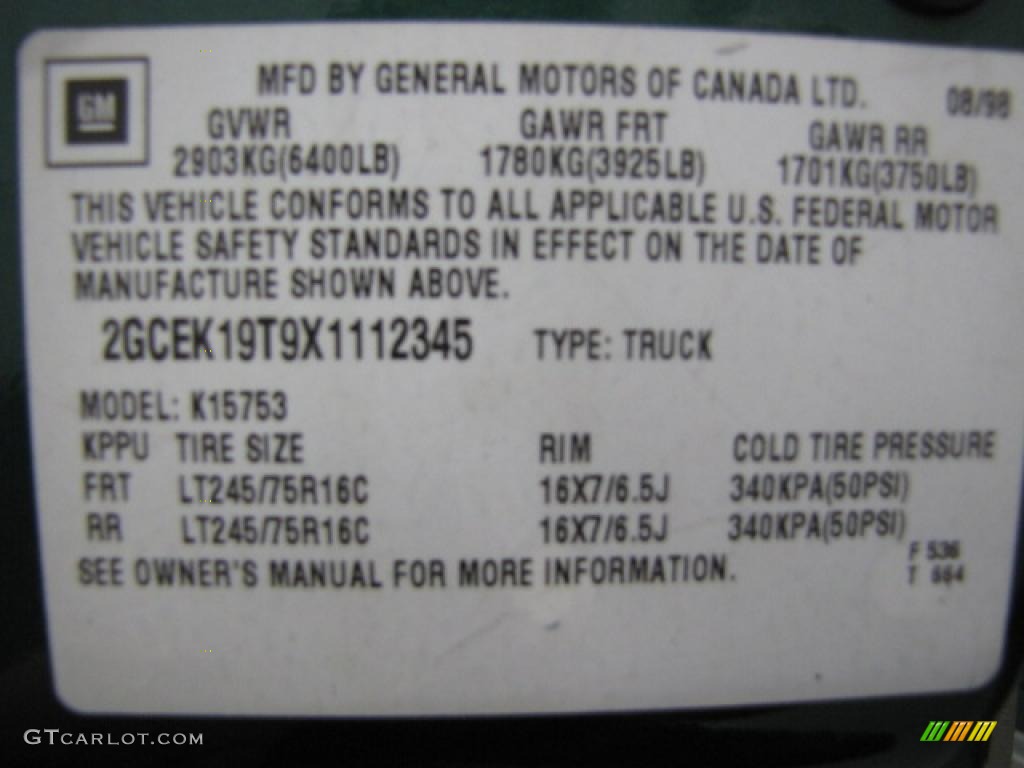 GM
MFD BY GENERAL MOTORS OF CANADA LTD. 08/98
GVWR GAWR FRT GAWR RR
2903KG(6400LB) 1780KG(3925LB) 1701KG(3750LB)
THIS VEHICLE CONFORMS TO ALL APPLICABLE U.S. FEDERAL MOTOR
VEHICLE SAFETY STANDARDS IN EFFECT ON THE DATE OF
MANUFACTURE SHOWN ABOVE.
2GCEK19T9X1112345 TYPE: TRUCK
MODEL: K15753
KPPU TIRE SIZE RIM COLD TIRE PRESSURE
FRT LT245/75R16C 16X7/6.5J 340KPA(50PSI)
RR LT245/75R16C 16X7/6.5J 340KPA(50PSI)
F 536
SEE OWNER'S MANUAL FOR MORE INFORMATION. T 664
GTCARLOT.COM